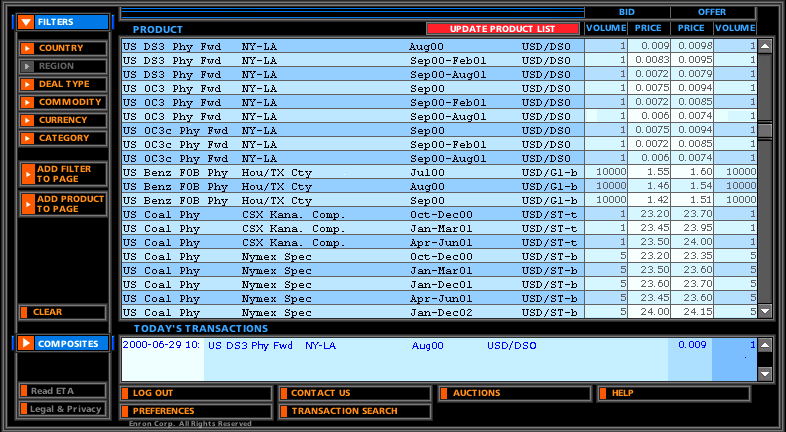 FILTERS
COUNTRY
REGION
DEAL TYPE
COMMODITY
CURRENCY
CATEGORY
ADD FILTER
TO PAGE
ADD PRODUCT
TO PAGE
CLEAR
COMPOSITES
Read ETA
Legal & Privacy
BID OFFER
PRODUCT UPDATE PRODUCT LIST VOLUME PRICE PRICE VOLUME
US DS3 Phy Fwd NY-LA Aug00 USD/DS0 1 0.009 0.0098 1
US DS3 Phy Fwd NY-LA Sep00-Feb01 USD/DS0 1 0.0083 0.0095 1
US DS3 Phy Fwd NY-LA Sep00-Aug01 USD/DS0 1 0.0072 0.0079 1
US OC3 Phy Fwd NY-LA Sep00 USD/DS0 1 0.0075 0.0094 1
US OC3 Phy Fwd NY-LA Sep00-Feb01 USD/DS0 1 0.0072 0.0085 1
US OC3 Phy Fwd NY-LA Sep00-Aug01 USD/DS0 1 0.006 0.0074 1
US OC3c Phy Fwd NY-LA Sep00 USD/DS0 1 0.0075 0.0094 1
US OC3c Phy Fwd NY-LA Sep00-Feb01 USD/DS0 1 0.0072 0.0085 1
US OC3c Phy Fwd NY-LA Sep00-Aug01 USD/DS0 1 0.006 0.0074 1
US Benz FOB Phy Hou/TX Cty Jul00 USD/Gl-b 10000 1.55 1.60 10000
US Benz FOB Phy Hou/TX Cty Aug00 USD/Gl-b 10000 1.46 1.54 10000
US Benz FOB Phy Hou/TX Cty Sep00 USD/Gl-b 10000 1.42 1.51 10000
US Coal Phy CSX Kana. Comp. Oct-Dec00 USD/ST-t 1 23.20 23.70 1
US Coal Phy CSX Kana. Comp. Jan-Mar01 USD/ST-t 1 23.45 23.95 1
US Coal Phy CSX Kana. Comp. Apr-Jun01 USD/ST-t 1 23.50 24.00 1
US Coal Phy Nymex Spec Oct-Dec00 USD/ST-b 5 23.20 23.35 5
US Coal Phy Nymex Spec Jan-Mar01 USD/ST-b 5 23.50 23.60 5
US Coal Phy Nymex Spec Jan-Dec01 USD/ST-b 5 23.60 23.70 5
US Coal Phy Nymex Spec Apr-Jun01 USD/ST-b 5 23.45 23.60 5
US Coal Phy Nymex Spec Jan-Dec02 USD/ST-b 5 24.00 24.15 5
TODAY'S TRANSACTIONS
2000-06-29 10: US DS3 Phy Fwd NY-LA Aug00 USD/DSO 0.009 1
LOG OUT CONTACT US AUCTIONS HELP
PREFERENCES TRANSACTION SEARCH
Enron Corp. All Rights Reserved